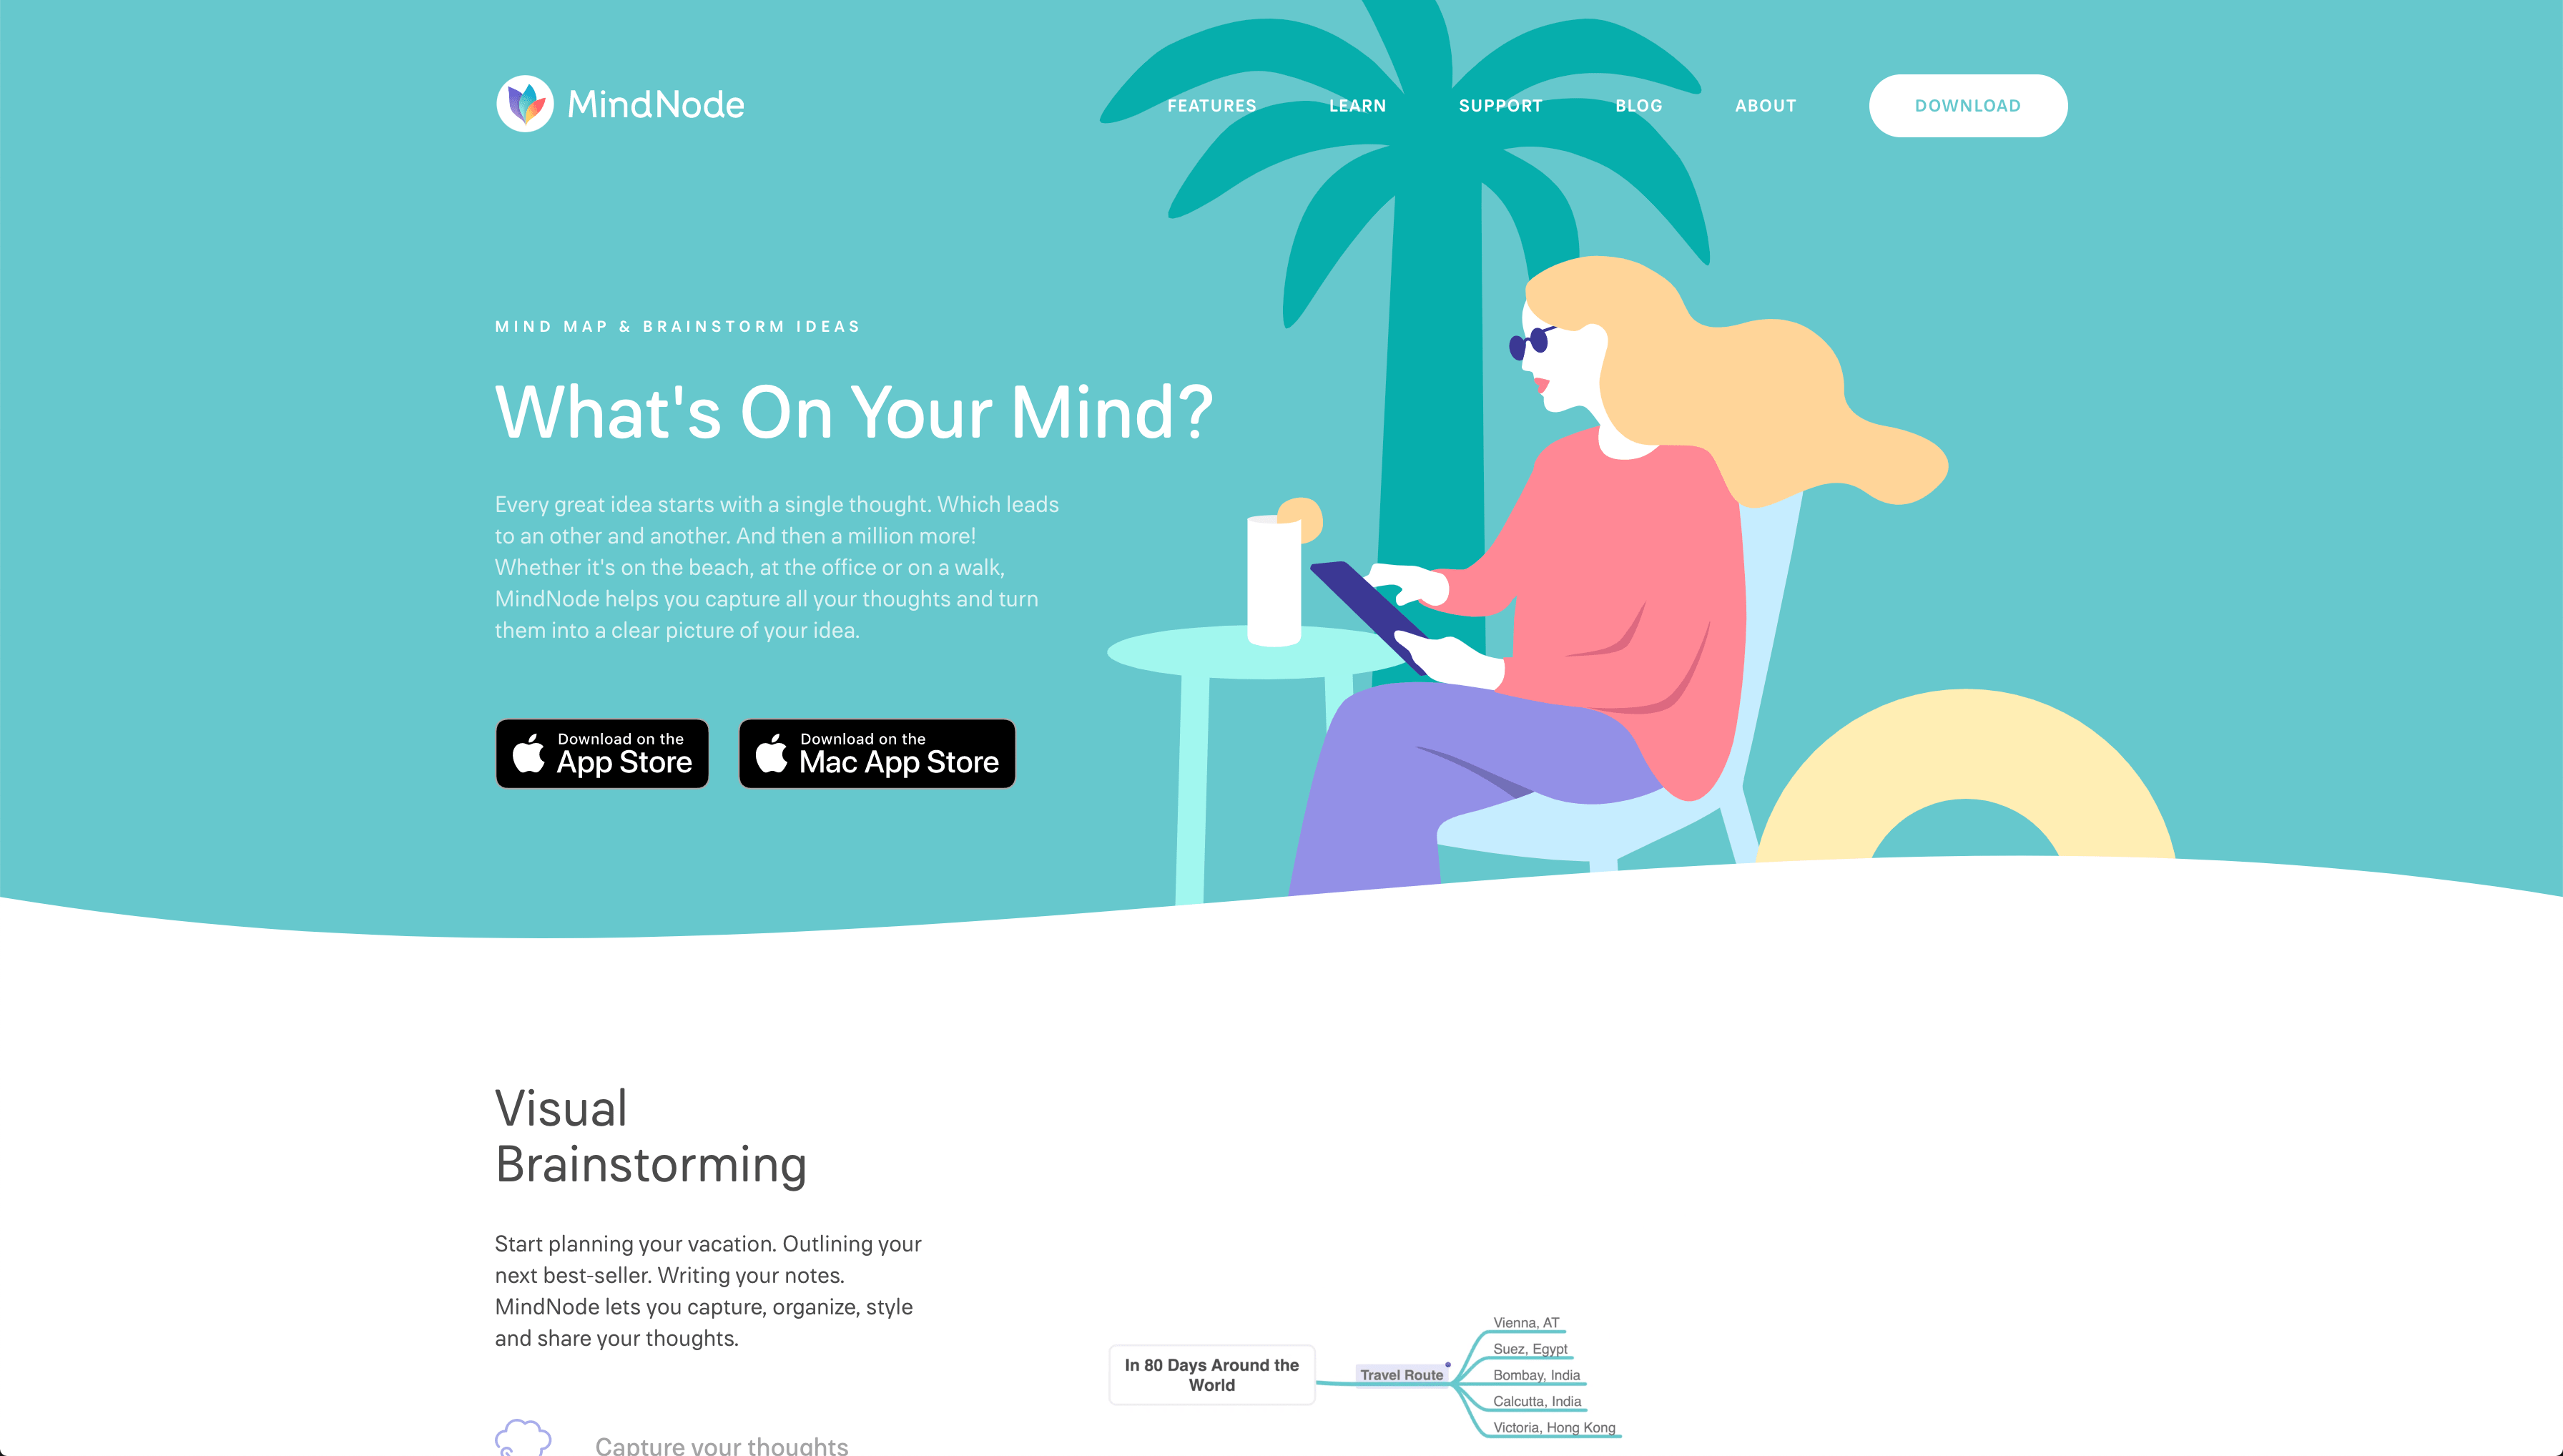 MindNode
FEATURES LEARN SUPPORT BLOG ABOUT DOWNLOAD
MIND MAP & BRAINSTORM IDEAS
What's On Your Mind?
Every great idea starts with a single thought. Which leads
to an other and another. And then a million more!
Whether it's on the beach, at the office or on a walk,
MindNode helps you capture all your thoughts and turn
them into a clear picture of your idea.
Download on the
App Store
Download on the
Mac App Store
Visual
Brainstorming
Start planning your vacation. Outlining your
next best-seller. Writing your notes.
MindNode lets you capture, organize, style
and share your thoughts.
Capture your thoughts
In 80 Days Around the
World
Travel Route
Vienna, AT
Suez, Egypt
Bombay, India
Calcutta, India
Victoria, Hong Kong